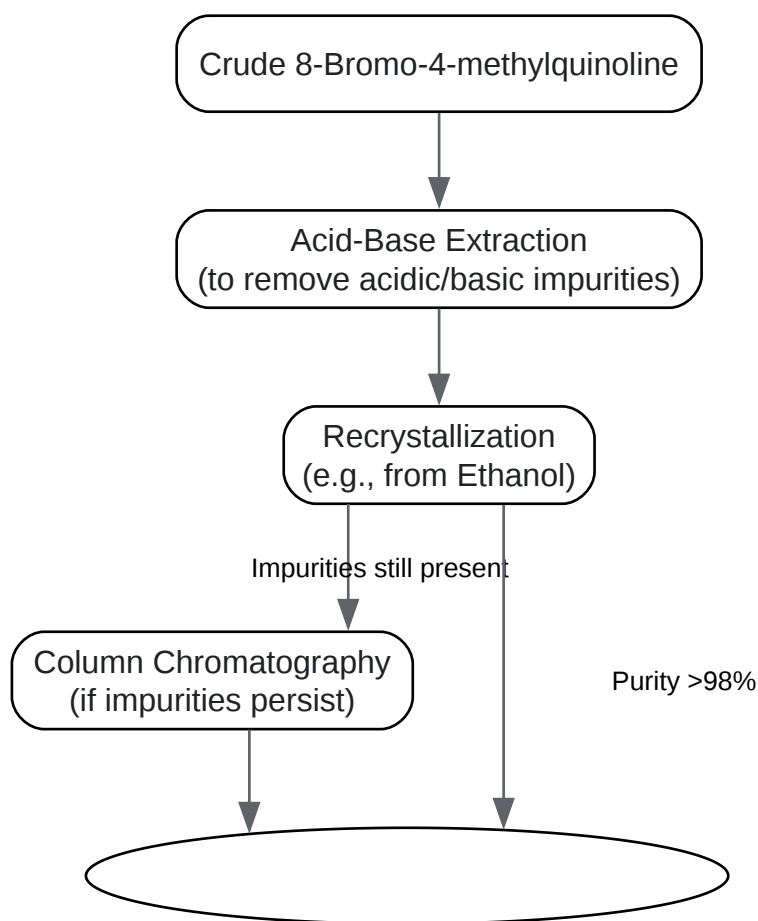 Crude 8-Bromo-4-methylquinoline
Acid-Base Extraction
(to remove acidic/basic impurities)
Recrystallization
(e.g., from Ethanol)
Impurities still present
Column Chromatography
(if impurities persist)
Purity >98%